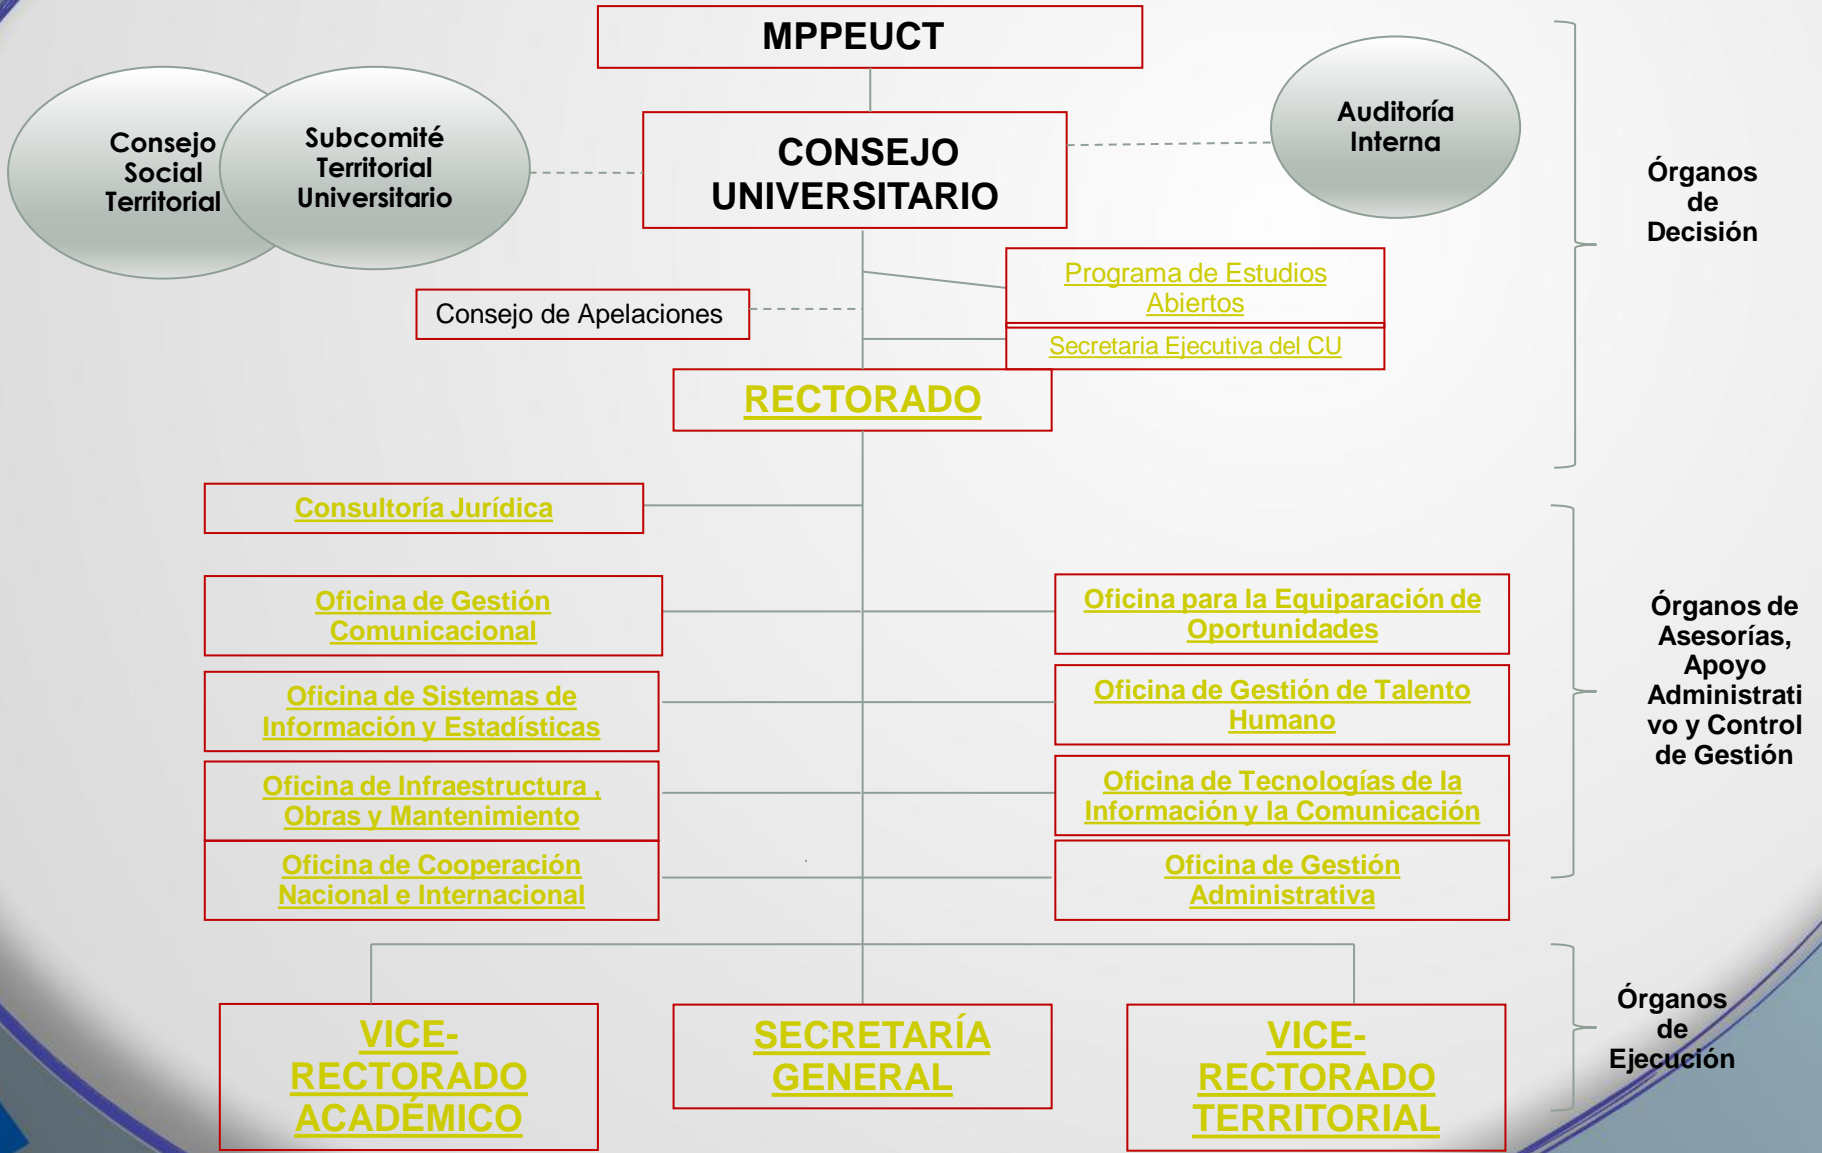 MPPEUCT
Consejo
Social
Territorial
Subcomité
Territorial
Universitario
CONSEJO
UNIVERSITARIO
Auditoría
Interna
Órganos
de
Decisión
Programa de Estudios
Abiertos
Consejo de Apelaciones
Secretaria Ejecutiva del CU
RECTORADO
Consultoría Jurídica
Oficina de Gestión
Comunicacional
Oficina para la Equiparación de
Oportunidades
Oficina de Sistemas de
Información y Estadísticas
Oficina de Gestión de Talento
Humano
Oficina de Infraestructura ,
Obras y Mantenimiento
Oficina de Tecnologías de la
Información y la Comunicación
Oficina de Cooperación
Nacional e Internacional
Oficina de Gestión
Administrativa
Órganos de
Asesorías,
Apoyo
Administrati
vo y Control
de Gestión
VICE-
RECTORADO
ACADÉMICO
SECRETARÍA
GENERAL
VICE-
RECTORADO
TERRITORIAL
Órganos
de
Ejecución